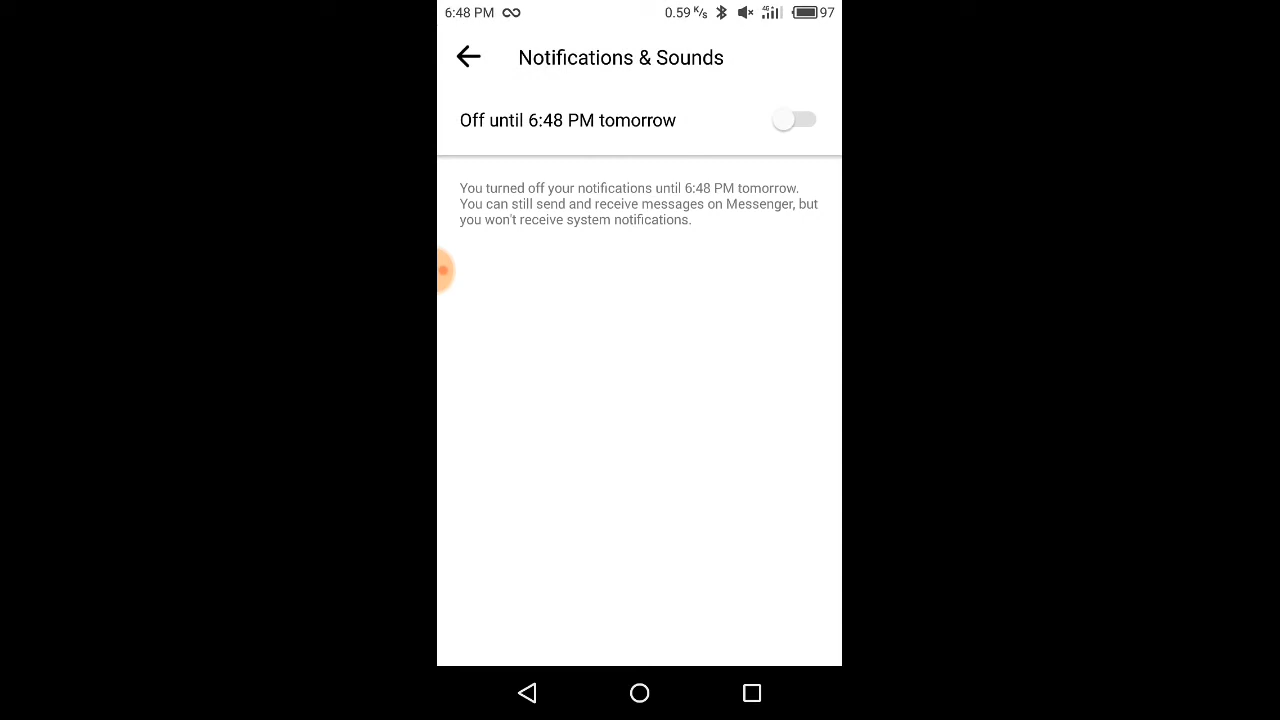 6:48 PM 0.59 K/s 4G 97
Notifications & Sounds
Off until 6:48 PM tomorrow
You turned off your notifications until 6:48 PM tomorrow.
You can still send and receive messages on Messenger, but
you won't receive system notifications.